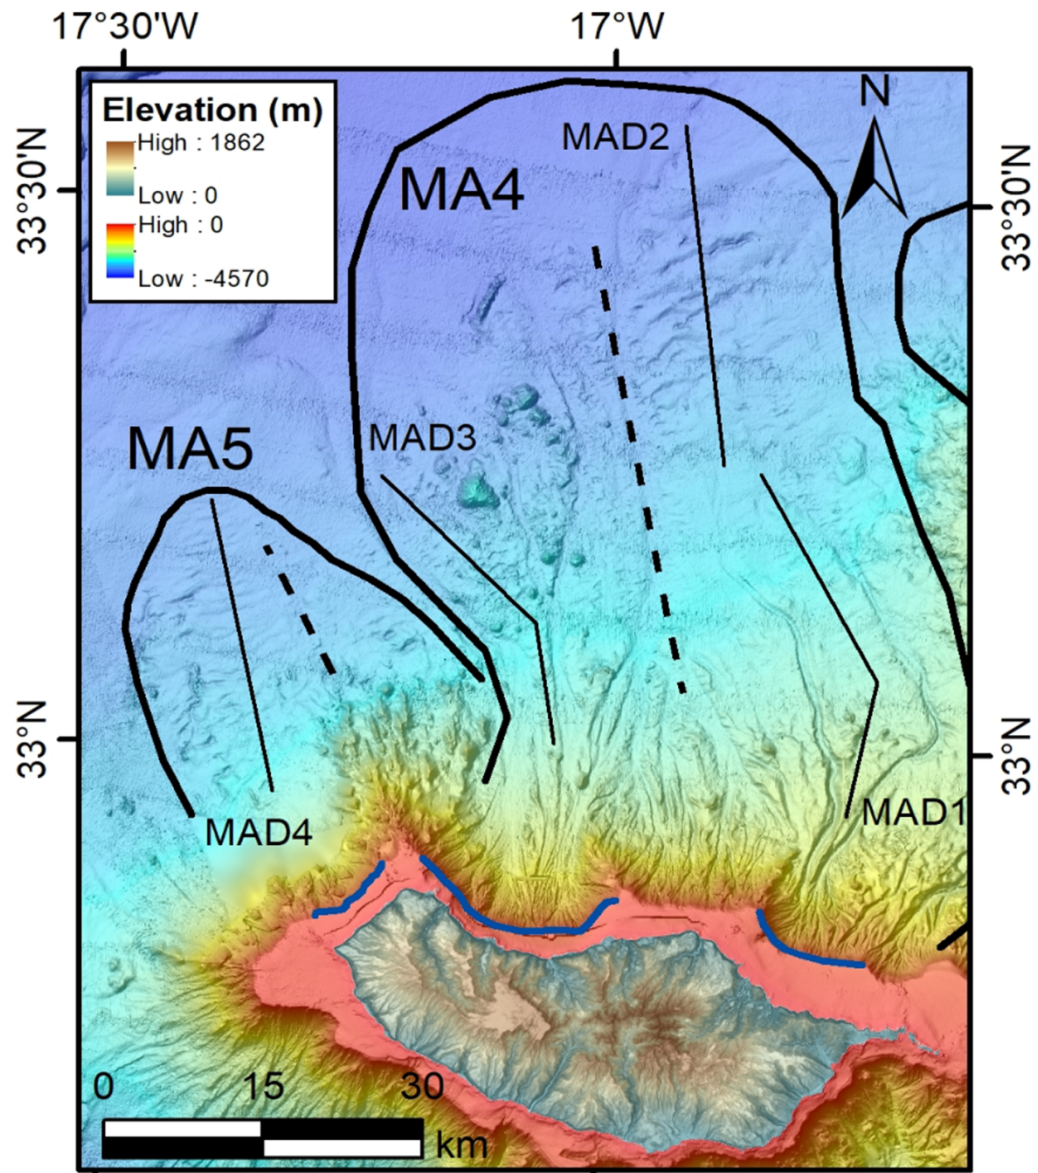 17°30'W 17°W
Elevation (m)
High : 1862
Low : 0
High : 0
Low : -4570
N
MAD2
MA4
33°30'N
33°30'N
MAD3
MA5
33°N
33°N
MAD1
MAD4
0 15 30
km